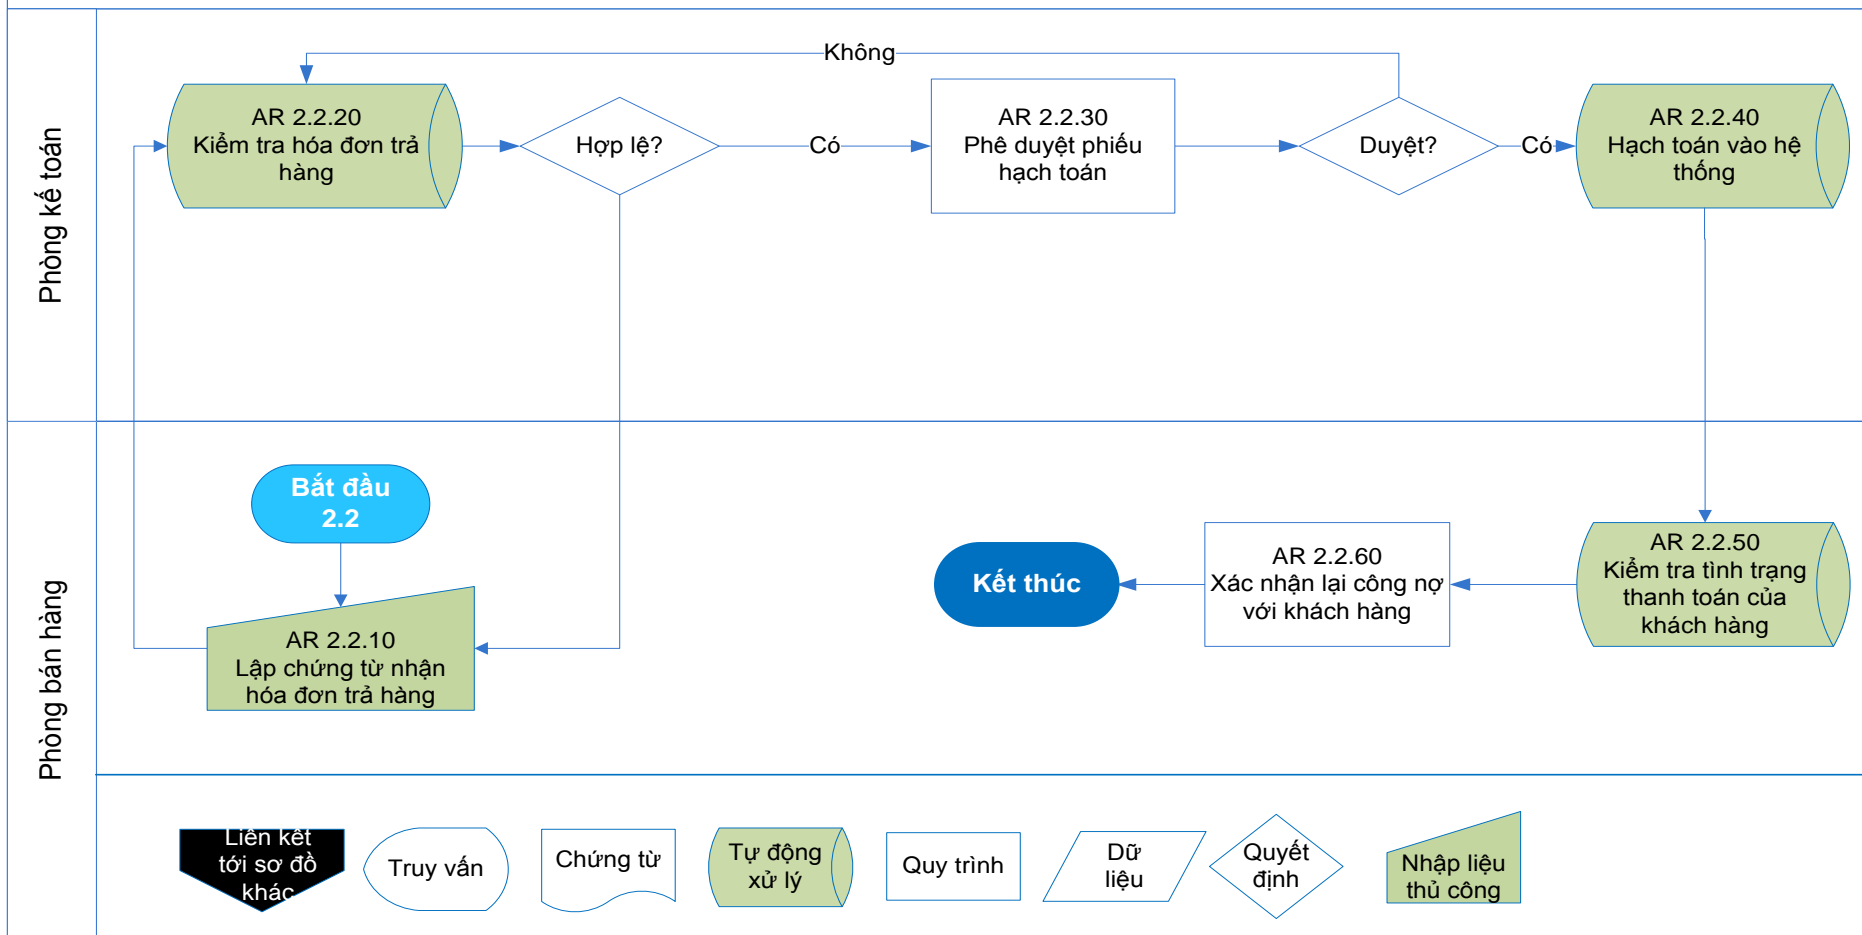 Phòng kế toán
Không
AR 2.2.20
Kiểm tra hóa đơn trả
hàng
Hợp lệ?
Có
AR 2.2.30
Phê duyệt phiếu
hạch toán
Duyệt?
Có
AR 2.2.40
Hạch toán vào hệ
thống
Phòng bán hàng
Bắt đầu
2.2
AR 2.2.10
Lập chứng từ nhận
hóa đơn trả hàng
Kết thúc
AR 2.2.60
Xác nhận lại công nợ
với khách hàng
AR 2.2.50
Kiểm tra tình trạng
thanh toán của
khách hàng
Liên kết
tới sơ đồ
khác
Truy vấn
Chứng từ
Tự động
xử lý
Quy trình
Dữ
liệu
Quyết
định
Nhập liệu
thủ công